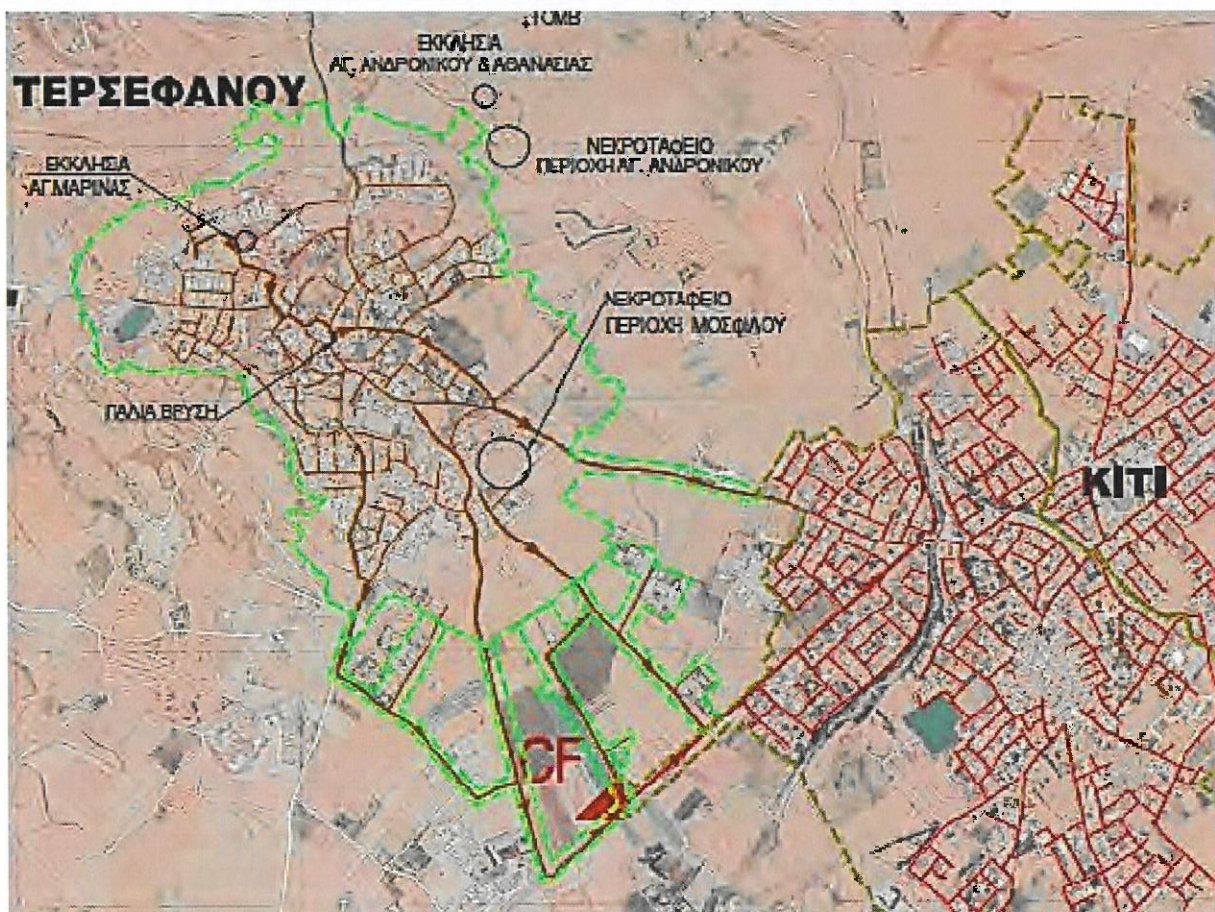 TOMB
ΕΚΚΛΗΣΙΑ
ΑΓ. ΑΝΔΡΟΝΙΚΟΥ & ΑΘΑΝΑΣΙΑΣ
ΤΕΡΣΕΦΑΝΟΥ
ΝΕΚΡΟΤΑΦΕΙΟ
ΠΕΡΙΟΧΗ ΑΓ. ΑΝΔΡΟΝΙΚΟΥ
ΕΚΚΛΗΣΙΑ
ΑΓ.ΜΑΡΙΝΑΣ
ΝΕΚΡΟΤΑΦΕΙΟ
ΠΕΡΙΟΧΗ ΜΟΣΦΙΛΟΥ
ΠΑΛΙΑ ΒΡΥΣΗ
ΚΙΤΙ
CF